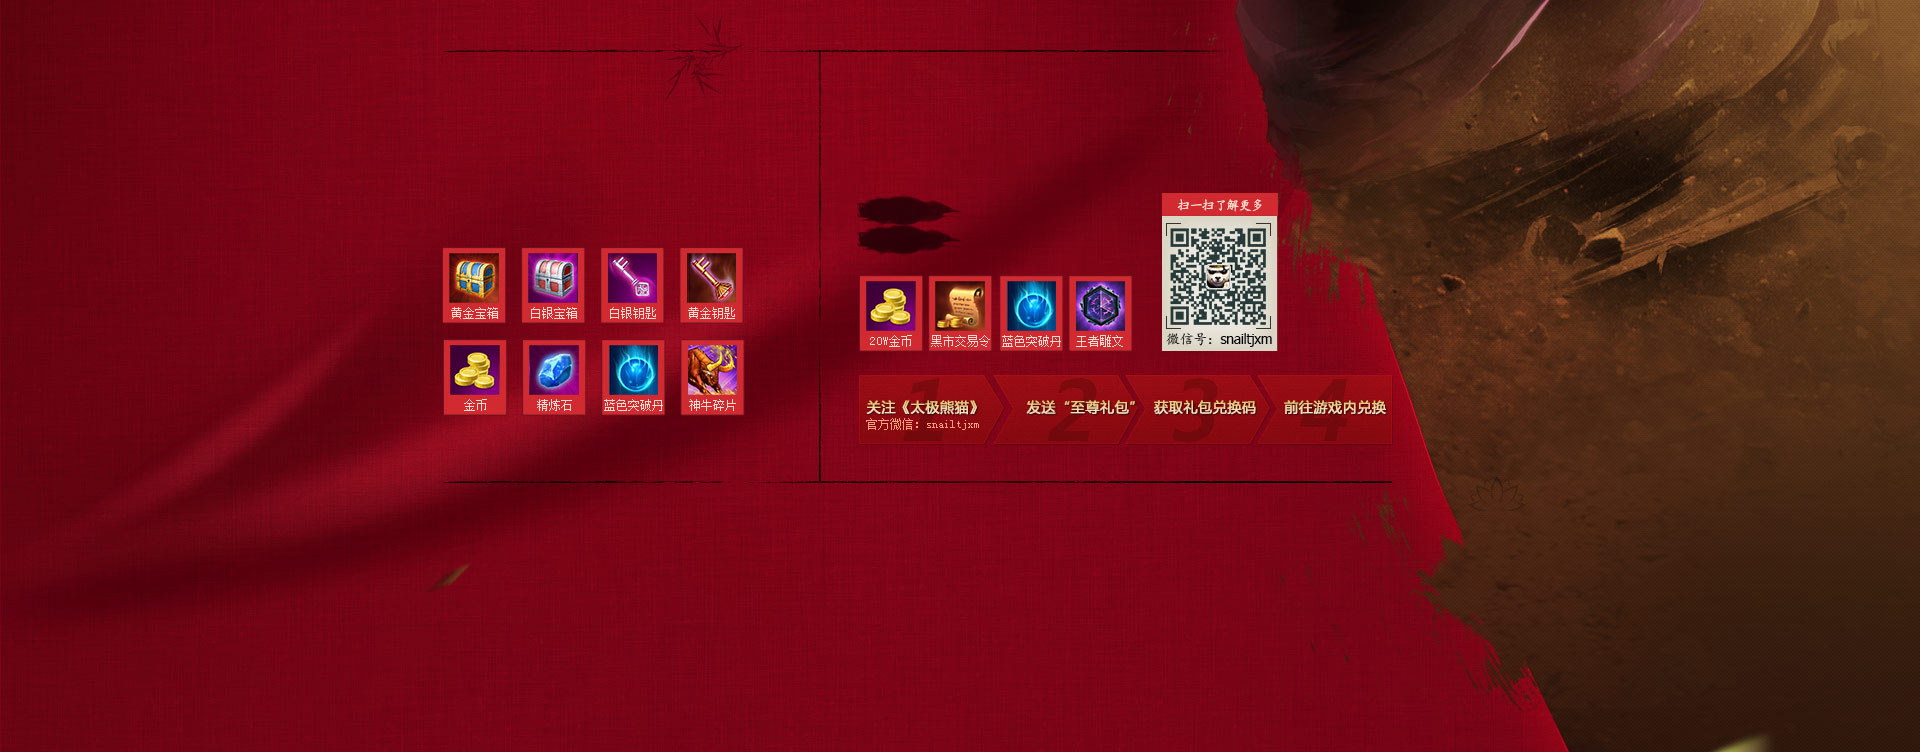 黄金宝箱
白银宝箱
白银钥匙
黄金钥匙
金币
精炼石
蓝色突破丹
神牛碎片
20W金币
黑市交易令
蓝色突破丹
王者雕文
扫一扫了解更多
微信号：snailtjxm
1
关注《太极熊猫》
官方微信：snailtjxm
2
发送“至尊礼包”
3
获取礼包兑换码
4
前往游戏内兑换